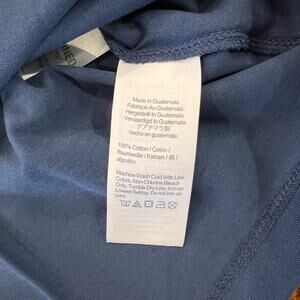 Made in Guatemala
Fabriqué Au Guatemala
Hergestellt In Guatemala
Vervaardigd In Guatemala
グアテマラ製
hecho en Guatemala
100% Cotton / Coton /
Baumwolle / Katoen / 綿 /
algodón
Machine Wash Cold With Like
Colors, Non-Chlorine Bleach
Only, Tumble Dry Low, Iron on
Lowest Setting. Do not iron on
print.